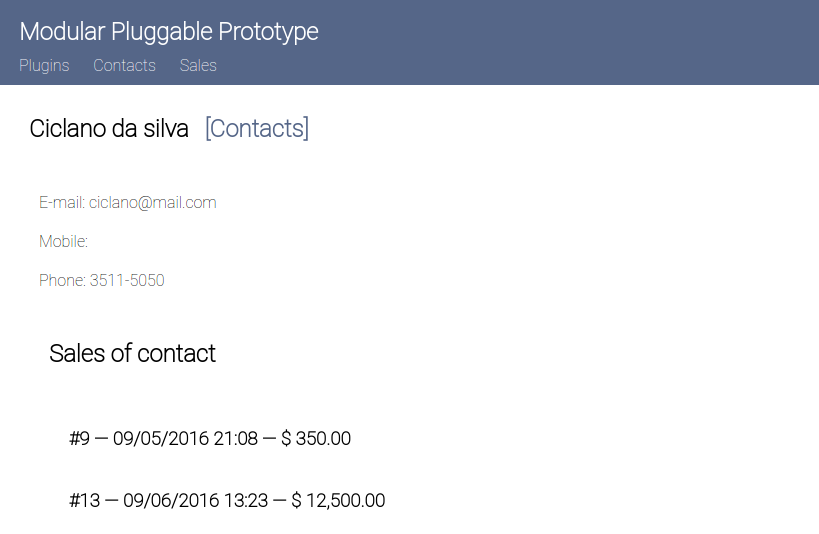 Modular Pluggable Prototype
Plugins Contacts Sales
Ciclano da silva [Contacts]
E-mail: ciclano@mail.com
Mobile:
Phone: 3511-5050
Sales of contact
#9 — 09/05/2016 21:08 — $ 350.00
#13 — 09/06/2016 13:23 — $ 12,500.00